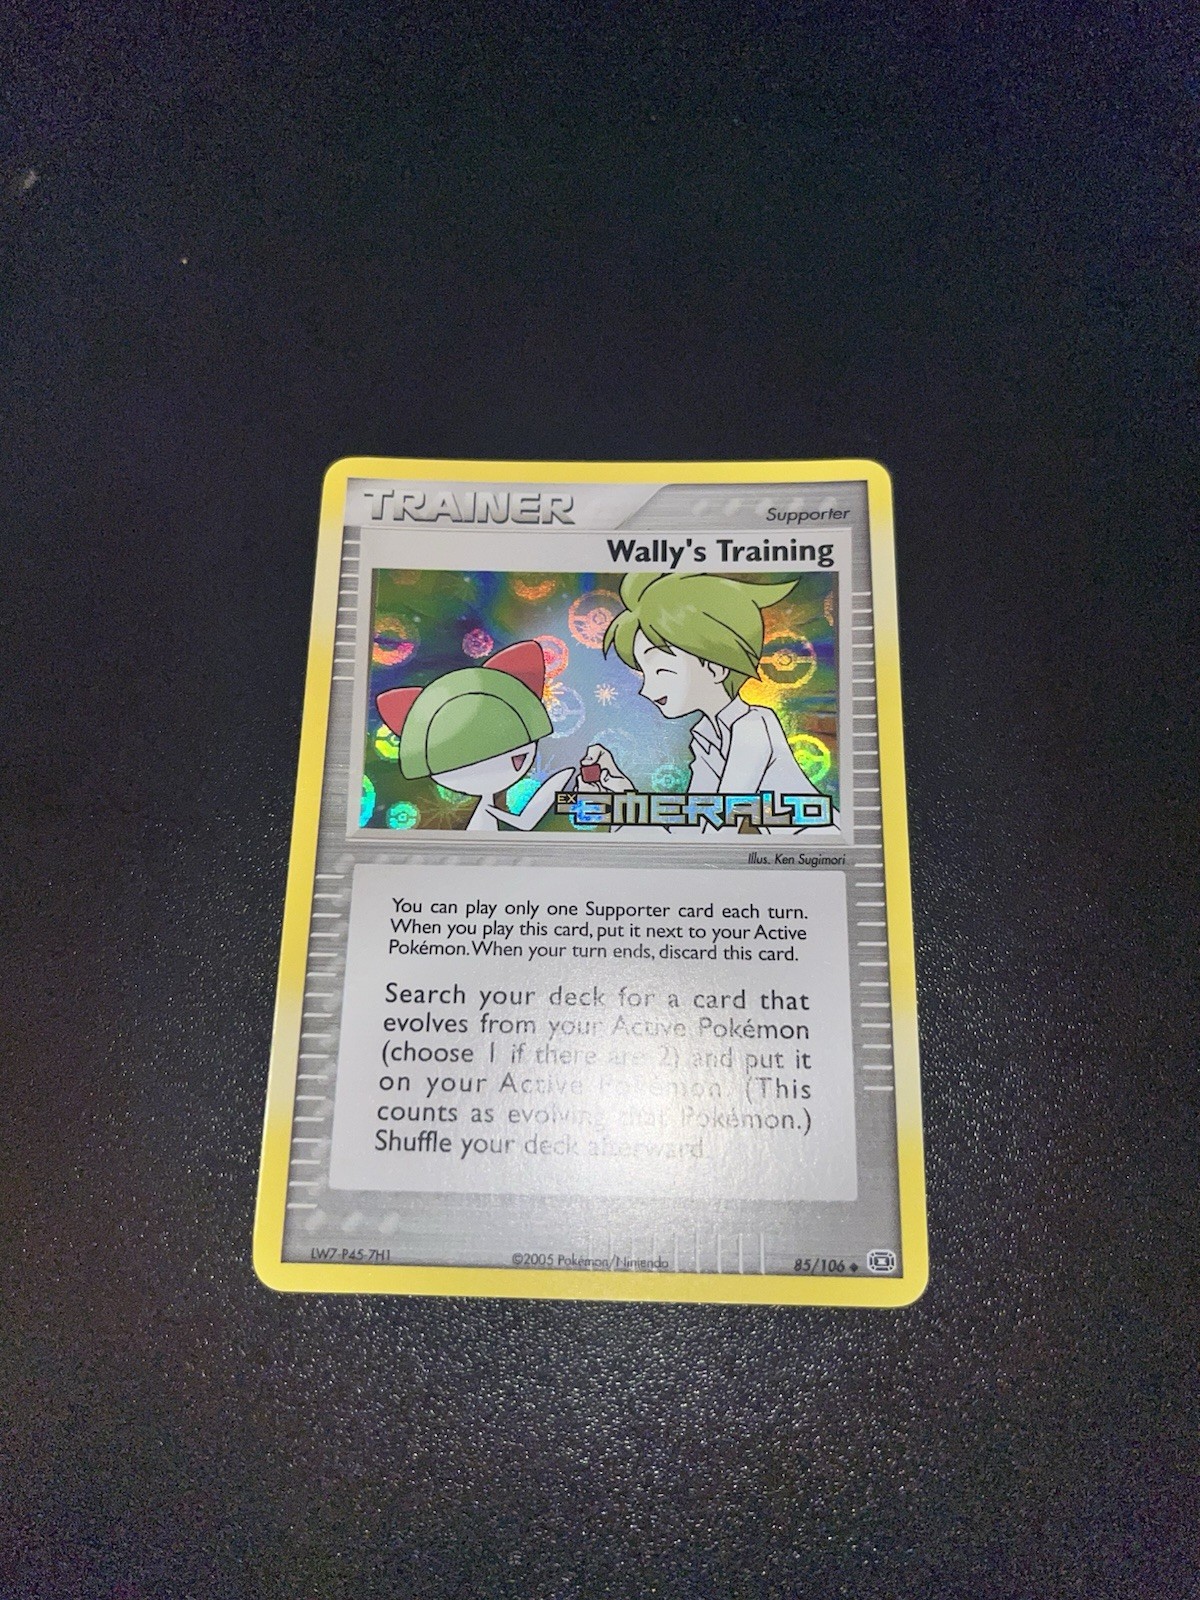 TRAINER
Supporter
Wally's Training
EX EMERALD
Illus. Ken Sugimori
You can play only one Supporter card each turn.
When you play this card, put it next to your Active
Pokémon. When your turn ends, discard this card.
Search your deck for a card that
evolves from your Active Pokémon
(choose 1 if there are 2) and put it
on your Active Pokémon. (This
counts as evolving that Pokémon.)
Shuffle your deck afterward.
LW7-P45-7H1
©2005 Pokémon/Nintendo
85/106